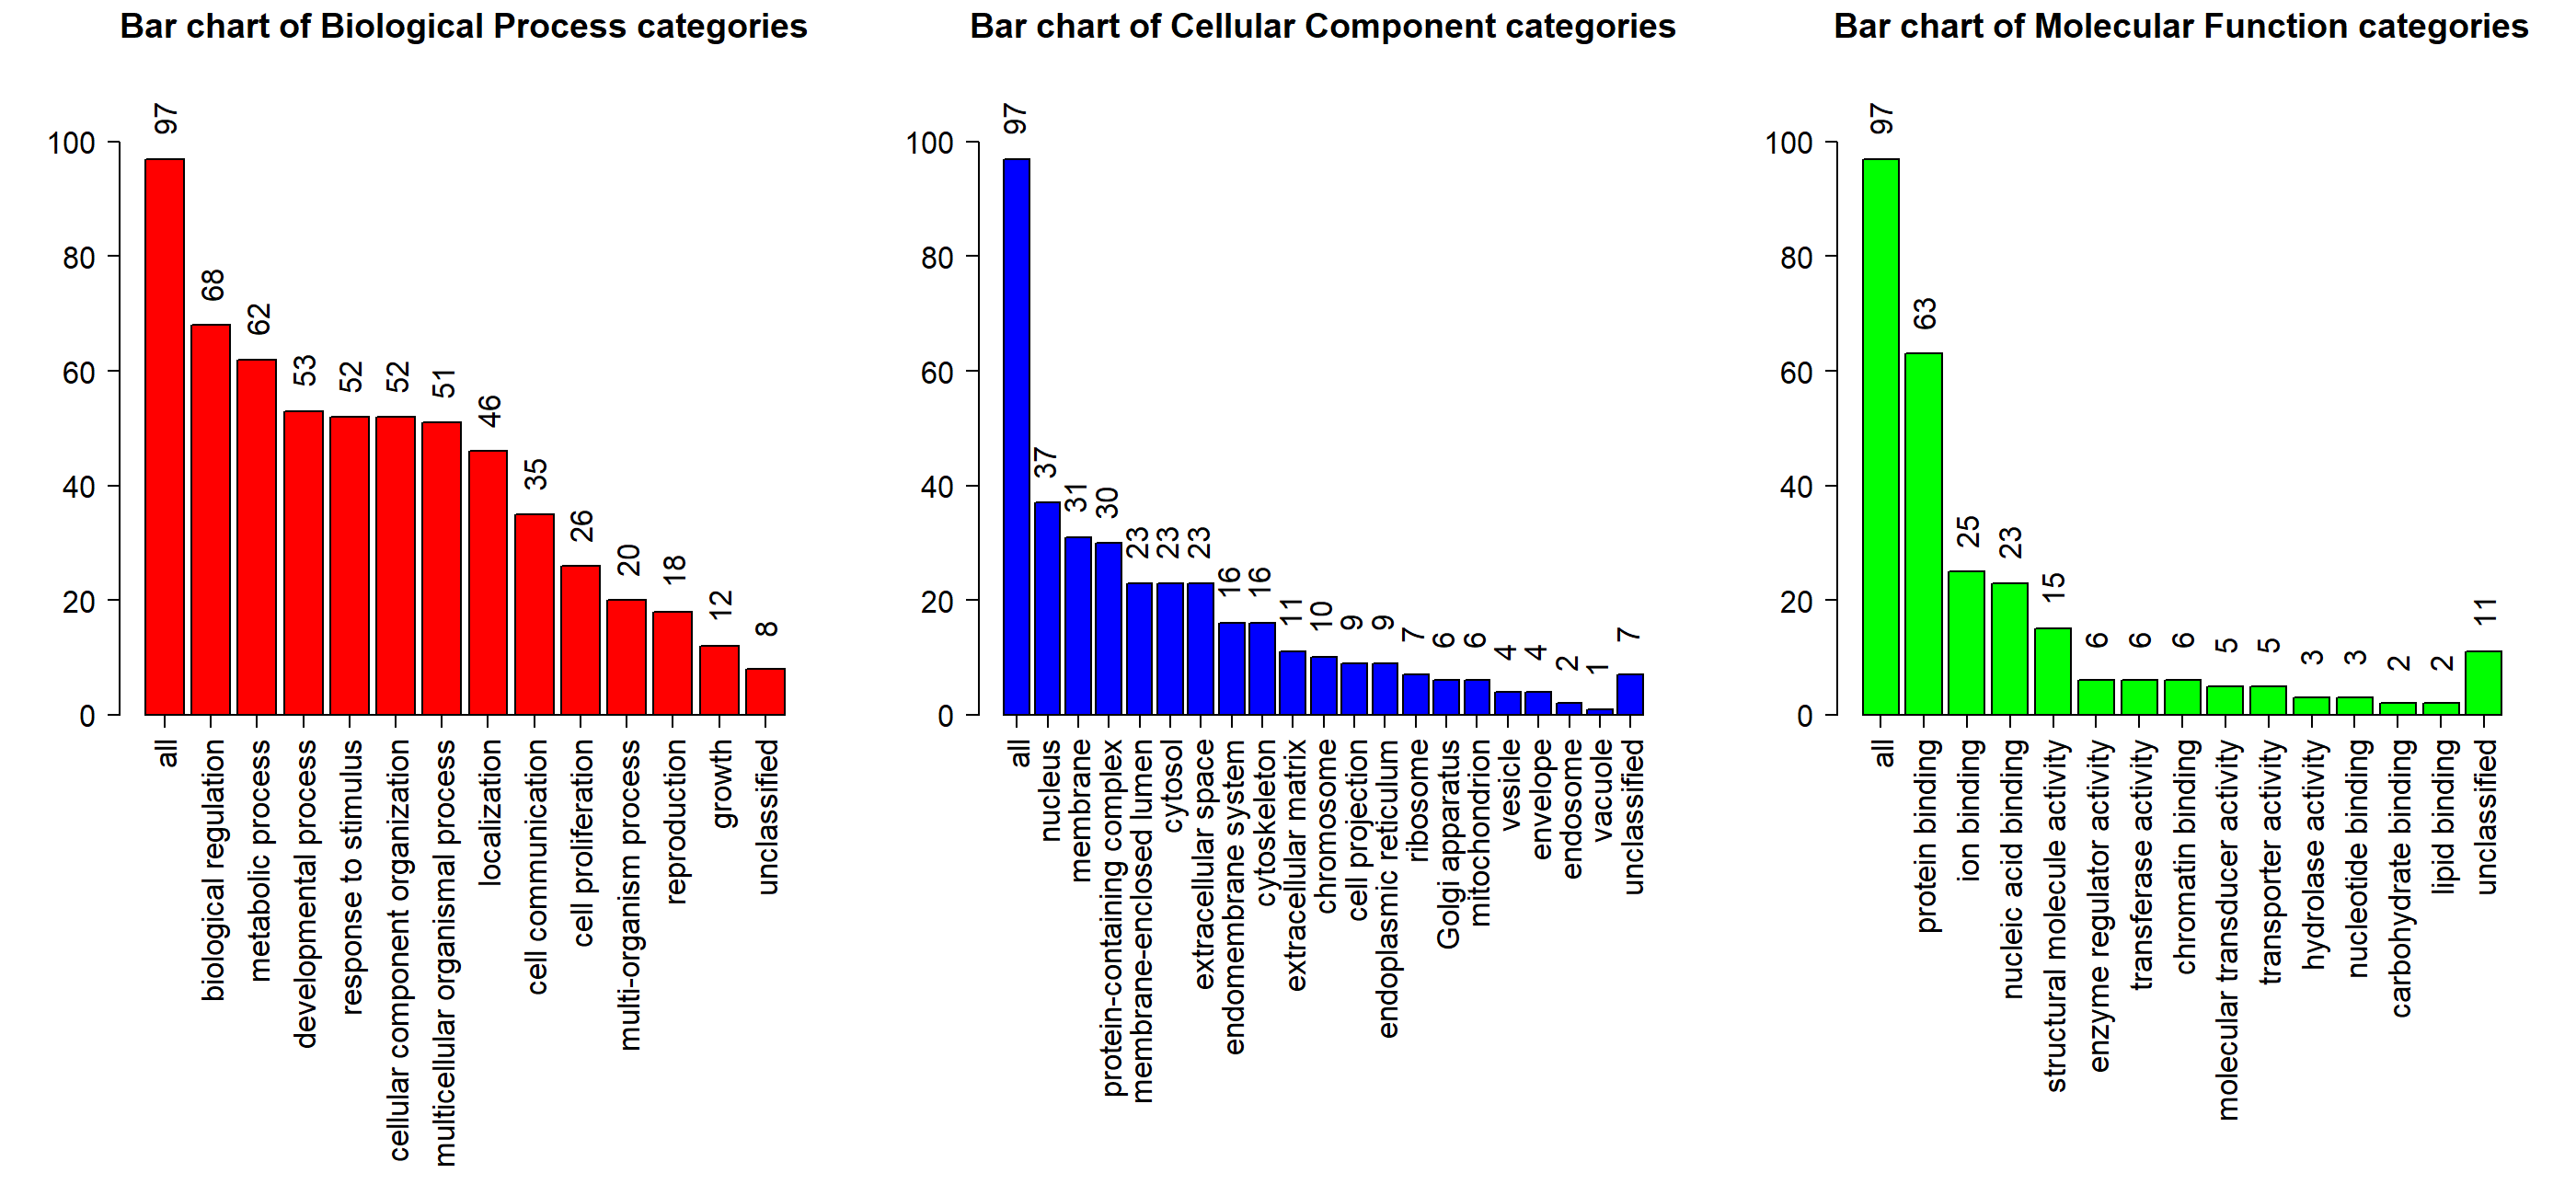 Bar chart of Biological Process categories
100
80
60
40
20
0
97
68
62
53
52
52
51
46
35
26
20
18
12
8
all
biological regulation
metabolic process
developmental process
response to stimulus
cellular component organization
multicellular organismal process
localization
cell communication
cell proliferation
multi-organism process
reproduction
growth
unclassified
Bar chart of Cellular Component categories
100
80
60
40
20
0
97
37
31
30
23
23
23
16
16
11
10
9
9
7
6
6
4
4
2
1
7
all
nucleus
membrane
protein-containing complex
membrane-enclosed lumen
cytosol
extracellular space
endomembrane system
cytoskeleton
extracellular matrix
chromosome
cell projection
endoplasmic reticulum
ribosome
Golgi apparatus
mitochondrion
vesicle
envelope
endosome
vacuole
unclassified
Bar chart of Molecular Function categories
100
80
60
40
20
0
97
63
25
23
15
6
6
6
5
5
3
3
2
2
11
all
protein binding
ion binding
nucleic acid binding
structural molecule activity
enzyme regulator activity
transferase activity
chromatin binding
molecular transducer activity
transporter activity
hydrolase activity
nucleotide binding
carbohydrate binding
lipid binding
unclassified